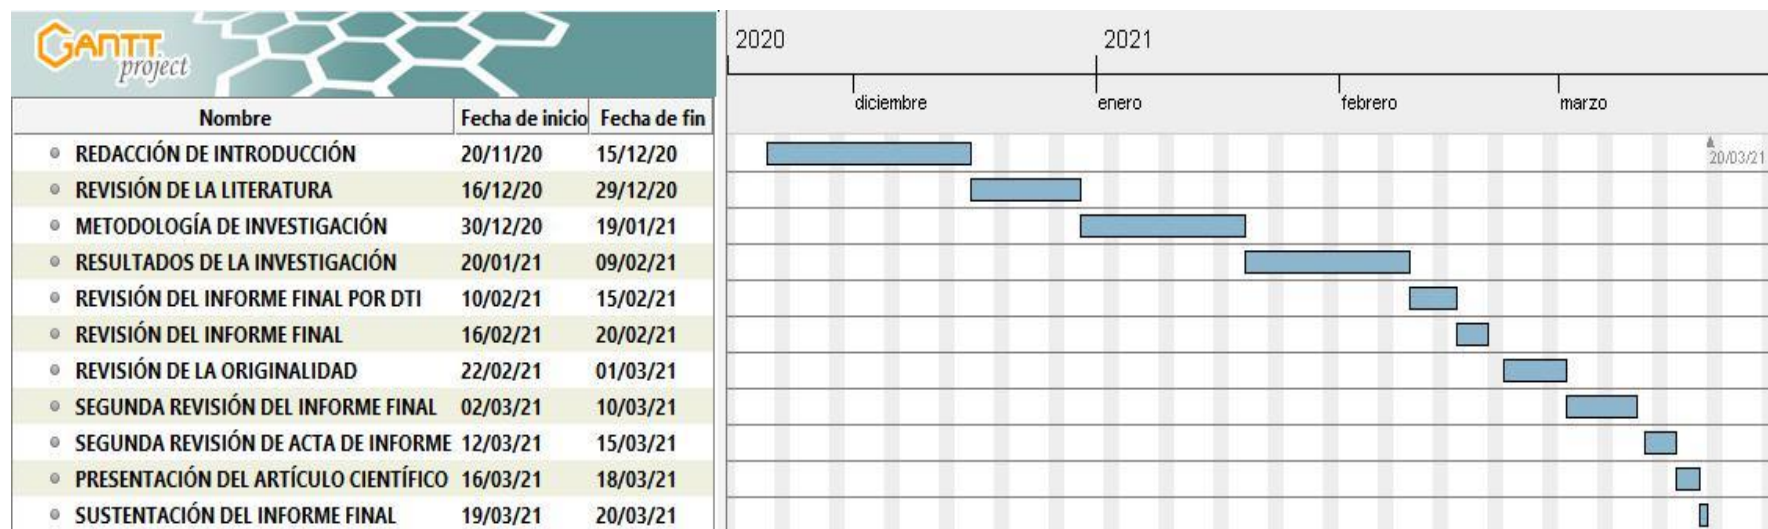 GANTT
project
2020 2021
diciembre enero febrero marzo
Nombre Fecha de inicio Fecha de fin
REDACCIÓN DE INTRODUCCIÓN 20/11/20 15/12/20
20/03/21
REVISIÓN DE LA LITERATURA 16/12/20 29/12/20
METODOLOGÍA DE INVESTIGACIÓN 30/12/20 19/01/21
RESULTADOS DE LA INVESTIGACIÓN 20/01/21 09/02/21
REVISIÓN DEL INFORME FINAL POR DTI 10/02/21 15/02/21
REVISIÓN DEL INFORME FINAL 16/02/21 20/02/21
REVISIÓN DE LA ORIGINALIDAD 22/02/21 01/03/21
SEGUNDA REVISIÓN DEL INFORME FINAL 02/03/21 10/03/21
SEGUNDA REVISIÓN DE ACTA DE INFORME 12/03/21 15/03/21
PRESENTACIÓN DEL ARTÍCULO CIENTÍFICO 16/03/21 18/03/21
SUSTENTACIÓN DEL INFORME FINAL 19/03/21 20/03/21